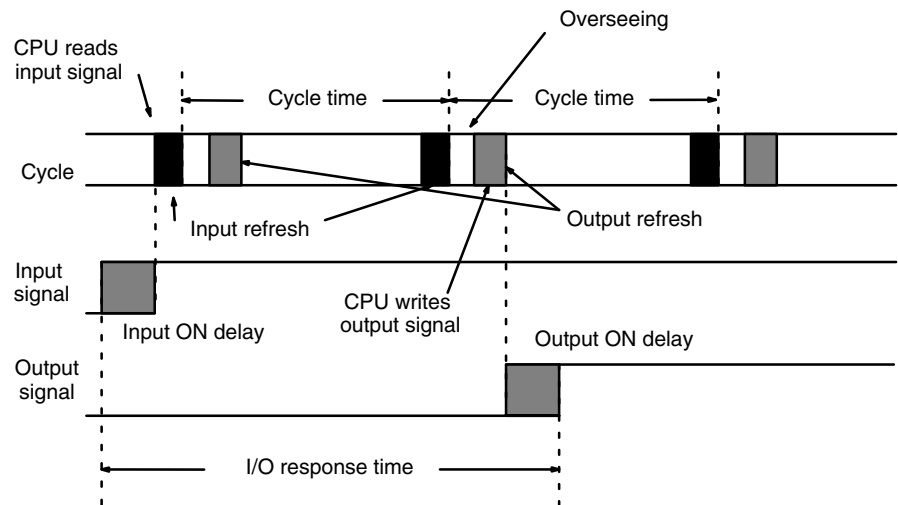 Overseeing
CPU reads
input signal
Cycle time
Cycle time
Cycle
Input refresh
Output refresh
Input
signal
CPU writes
output signal
Input ON delay
Output ON delay
Output
signal
I/O response time